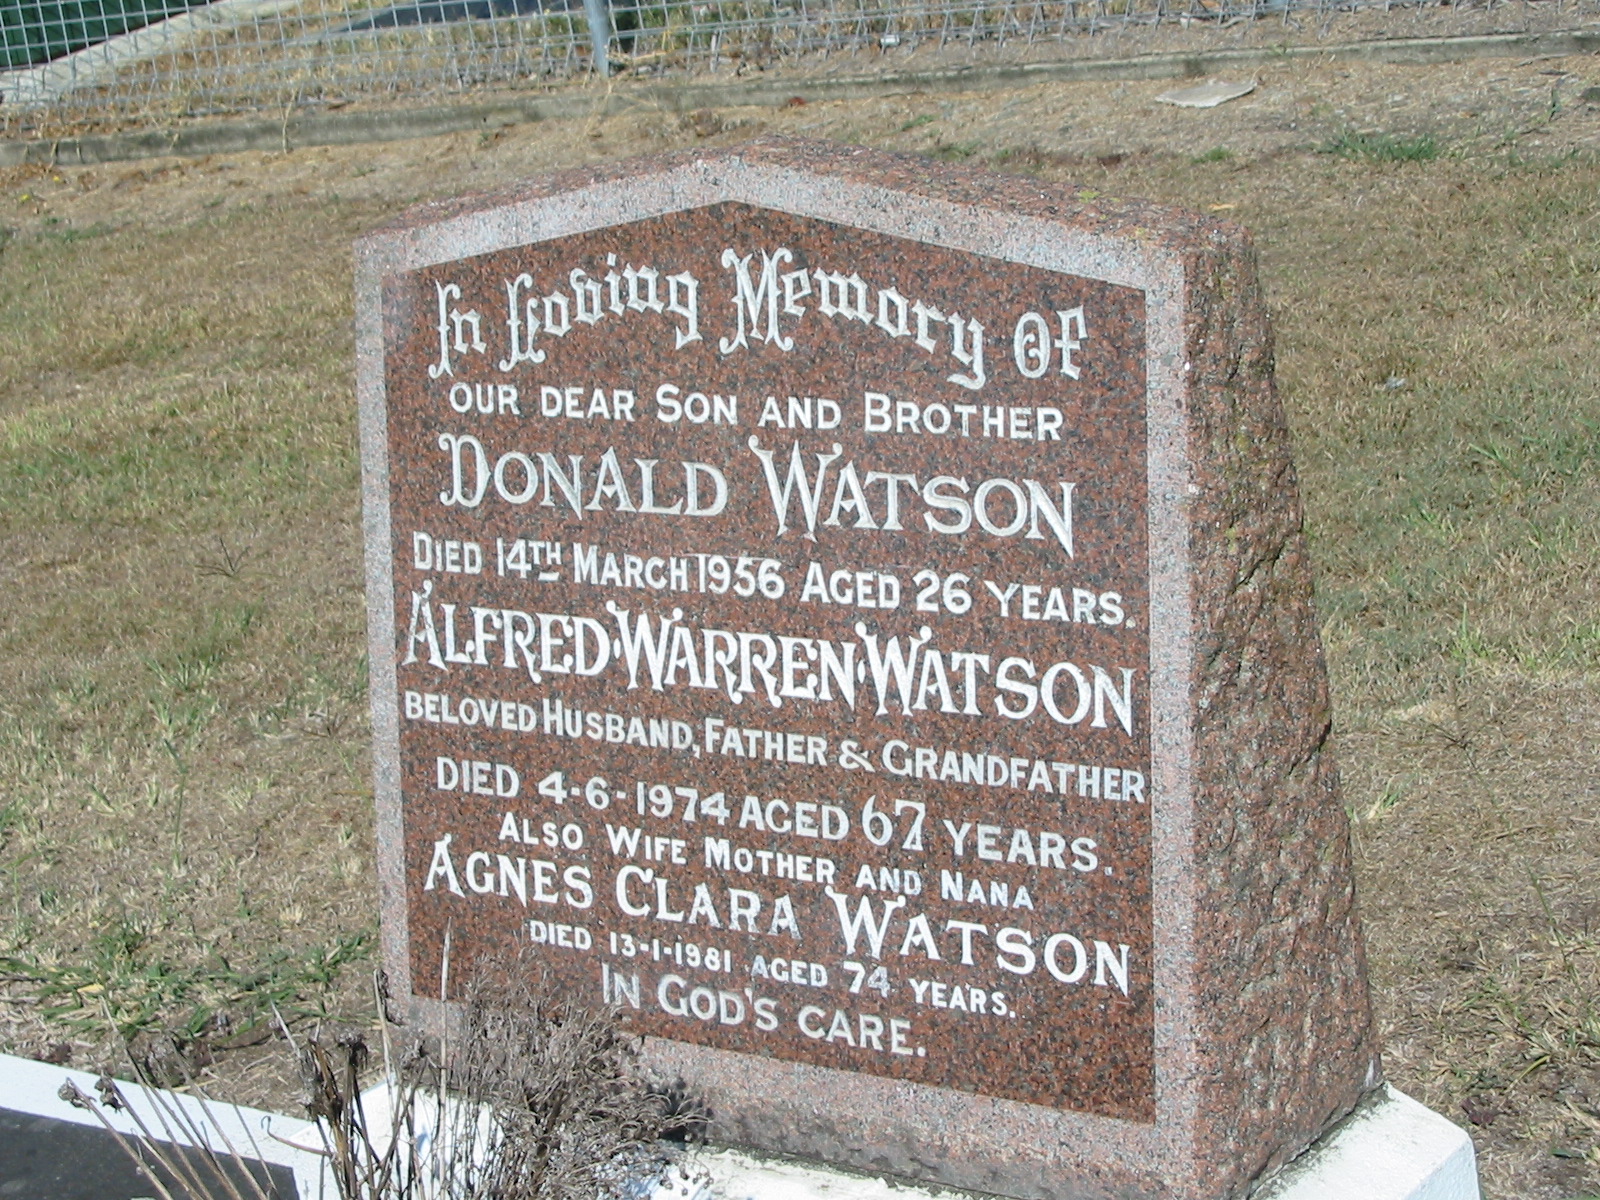 In Loving Memory Of
OUR DEAR SON AND BROTHER
DONALD WATSON
DIED 14TH MARCH 1956 AGED 26 YEARS.
ALFRED·WARREN·WATSON
BELOVED HUSBAND, FATHER & GRANDFATHER
DIED 4-6-1974 AGED 67 YEARS.
ALSO WIFE MOTHER AND NANA
AGNES CLARA WATSON
DIED 13-1-1981 AGED 74 YEARS.
IN GOD'S CARE.